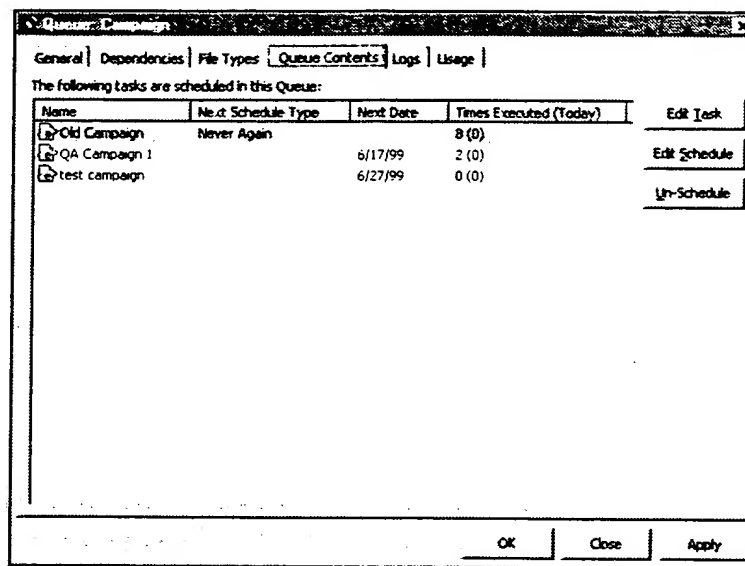 Queue: Campaign
General Dependencies File Types Queue Contents Logs Usage
The following tasks are scheduled in this Queue:
Name Next Schedule Type Next Date Times Executed (Today)
Old Campaign Never Again 8 (0)
QA Campaign 1 6/17/99 2 (0)
test campaign 6/27/99 0 (0)
Edit Task
Edit Schedule
Un-Schedule
OK Close Apply